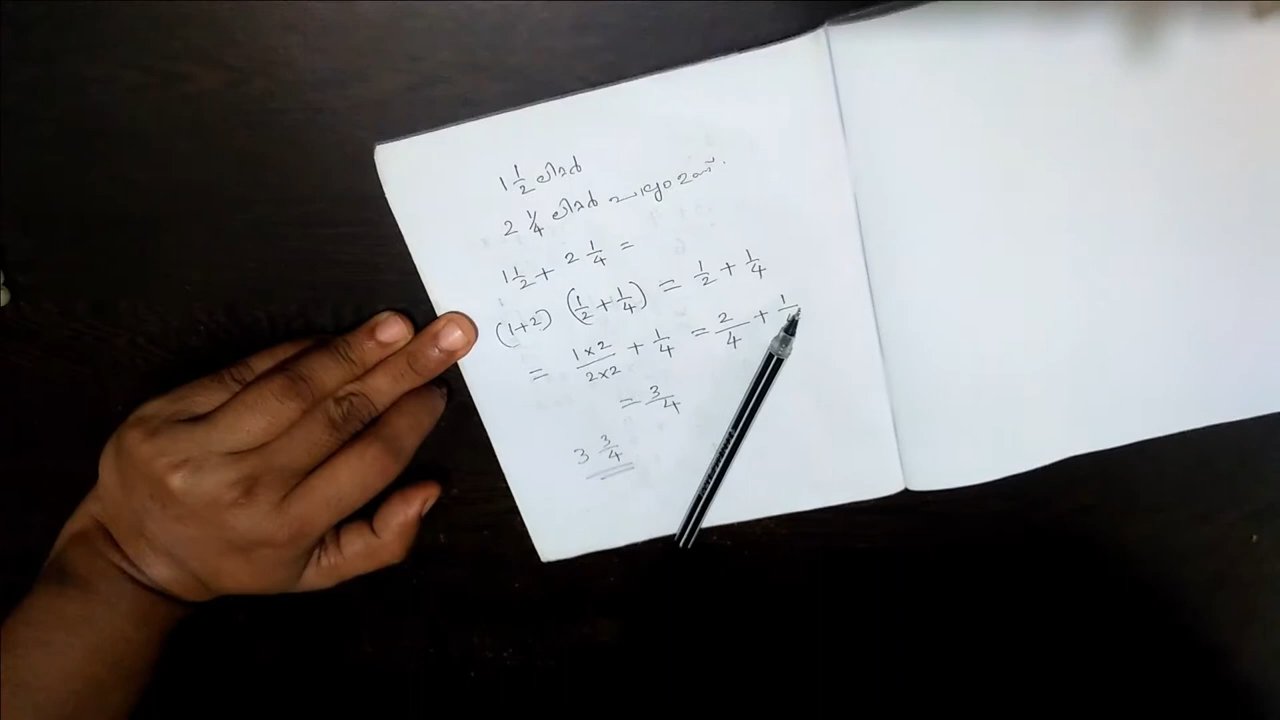 1 1/2 ലിറ്റർ
2 1/4 ലിറ്റർ
1 1/2 + 2 1/4 =
(1+2) (1/2 + 1/4) = 1/2 + 1/4
= 1×2/2×2 + 1/4 = 2/4 + 1/
= 3/4
3 3/4